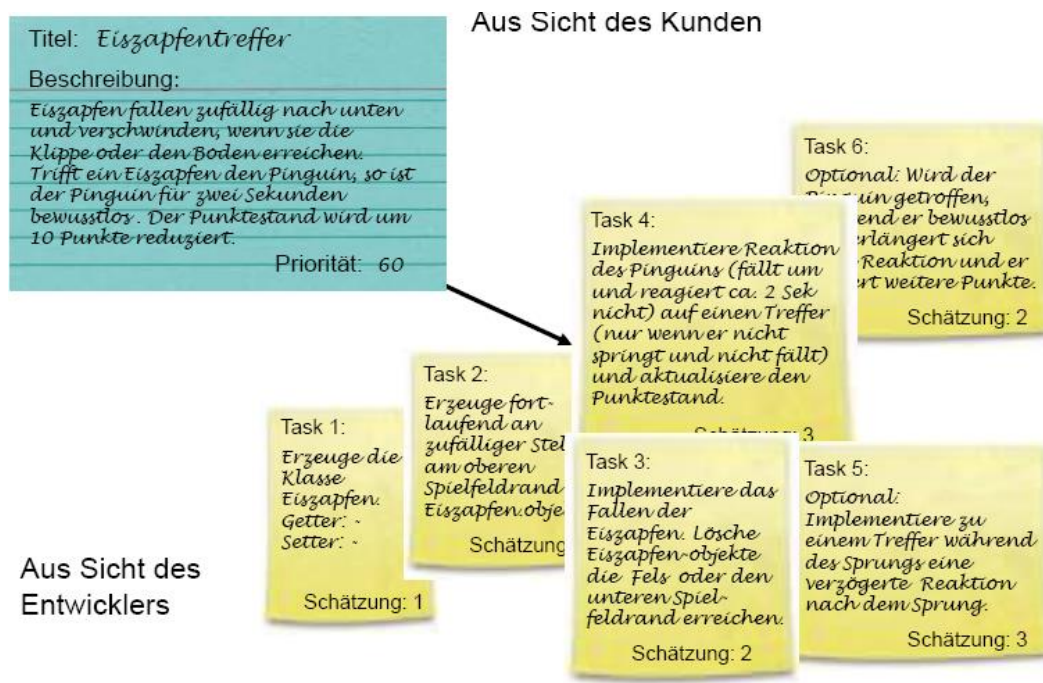 Aus Sicht des Kunden
Titel: Eiszapfentreffer
Beschreibung:
Eiszapfen fallen zufällig nach unten
und verschwinden, wenn sie die
Klippe oder den Boden erreichen.
Trifft ein Eiszapfen den Pinguin, so ist
der Pinguin für zwei Sekunden
bewusstlos. Der Punktestand wird um
10 Punkte reduziert.
Priorität: 60
Task 1:
Erzeuge die
Klasse
Eiszapfen.
Getter: -
Setter: -
Schätzung: 1
Task 2:
Erzeuge fort-
laufend an
zufälliger
am oberen
Spielfeldrand
Schätzung
Task 4:
Implementiere Reaktion
des Pinguins (fällt um
und reagiert ca. 2 Sek
nicht) auf einen Treffer
(nur wenn er nicht
springt und nicht fällt)
und aktualisiere den
Punktestand.
Schätzung: 3
Task 3:
Implementiere das
Fallen der
Eiszapfen. Lösche
Eiszapfen-objekte
die Fels oder den
unteren Spiel-
feldrand erreichen.
Schätzung: 2
Task 6:
Optional: Wird der
getroffen,
er bewusstlos
sich
Reaktion und er
weitere Punkte.
Schätzung: 2
Task 5:
Optional:
Implementiere zu
einem Treffer während
des Sprungs eine
verzögerte Reaktion
nach dem Sprung.
Schätzung: 3
Aus Sicht des
Entwicklers